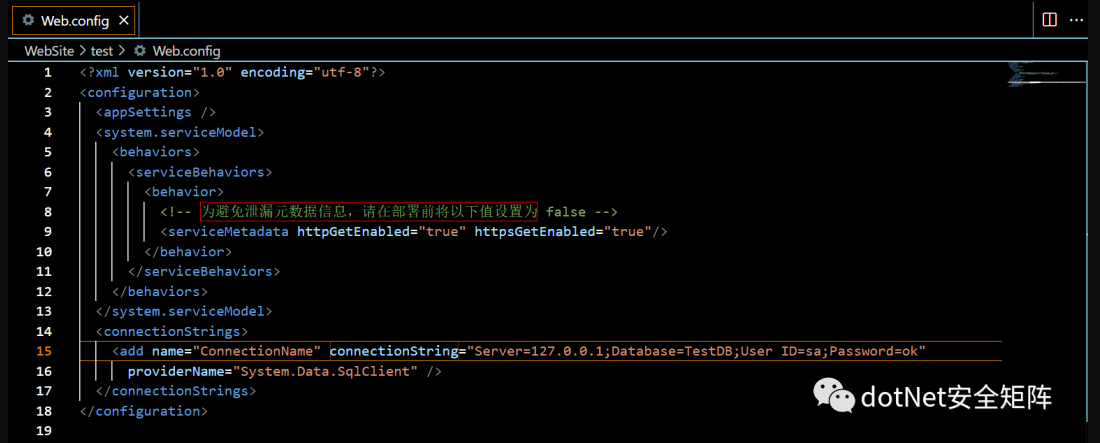 Web.config
WebSite > test > Web.config
1 <?xml version="1.0" encoding="utf-8"?>
2 <configuration>
3 <appSettings />
4 <system.serviceModel>
5 <behaviors>
6 <serviceBehaviors>
7 <behavior>
8 <!-- 为避免泄漏元数据信息，请在部署前将以下值设置为 false -->
9 <serviceMetadata httpGetEnabled="true" httpsGetEnabled="true"/>
10 </behavior>
11 </serviceBehaviors>
12 </behaviors>
13 </system.serviceModel>
14 <connectionStrings>
15 <add name="ConnectionName" connectionString="Server=127.0.0.1;Database=TestDB;User ID=sa;Password=ok"
16 providerName="System.Data.SqlClient" />
17 </connectionStrings>
18 </configuration>
19
dotNet安全矩阵